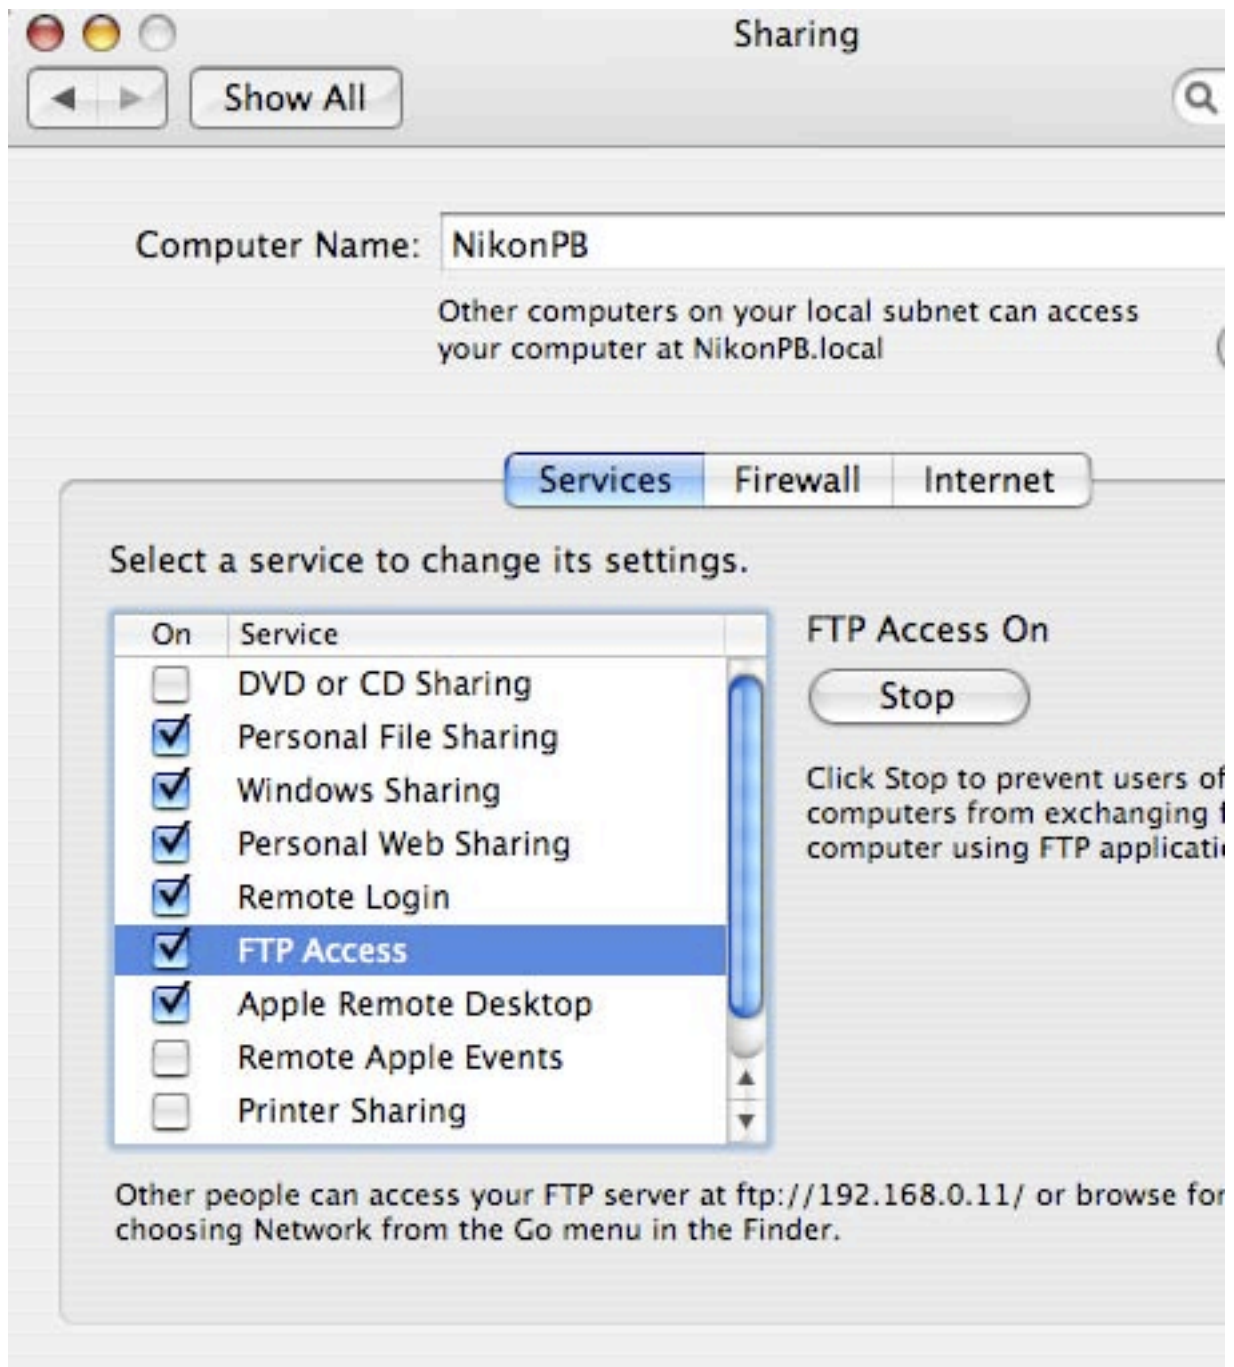 Sharing
Show All
Computer Name: NikonPB
Other computers on your local subnet can access
your computer at NikonPB.local
Services Firewall Internet
Select a service to change its settings.
On Service
DVD or CD Sharing
Personal File Sharing
Windows Sharing
Personal Web Sharing
Remote Login
FTP Access
Apple Remote Desktop
Remote Apple Events
Printer Sharing
FTP Access On
Stop
Click Stop to prevent users of
computers from exchanging
computer using FTP
Other people can access your FTP server at ftp://192.168.0.11/ or browse for
choosing Network from the Go menu in the Finder.